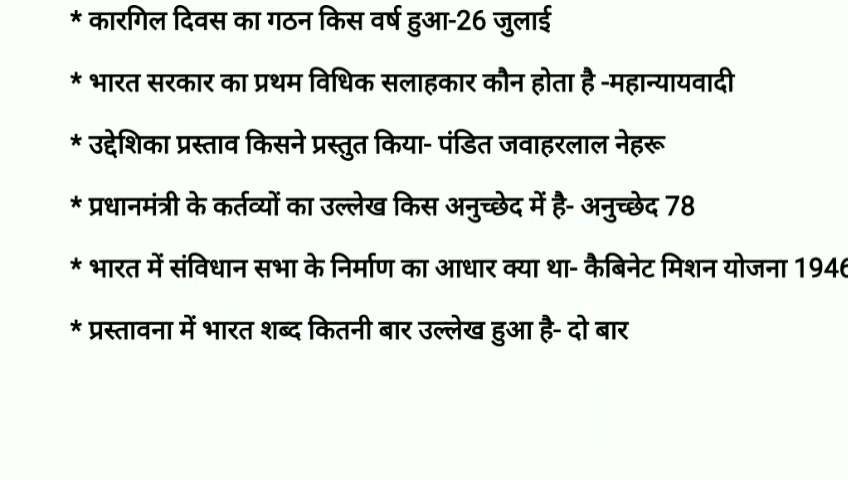 * कारगिल दिवस का गठन किस वर्ष हुआ-26 जुलाई
* भारत सरकार का प्रथम विधिक सलाहकार कौन होता है -महान्यायवादी
* उद्देशिका प्रस्ताव किसने प्रस्तुत किया- पंडित जवाहरलाल नेहरू
* प्रधानमंत्री के कर्तव्यों का उल्लेख किस अनुच्छेद में है- अनुच्छेद 78
* भारत में संविधान सभा के निर्माण का आधार क्या था- कैबिनेट मिशन योजना 1946
* प्रस्तावना में भारत शब्द कितनी बार उल्लेख हुआ है- दो बार